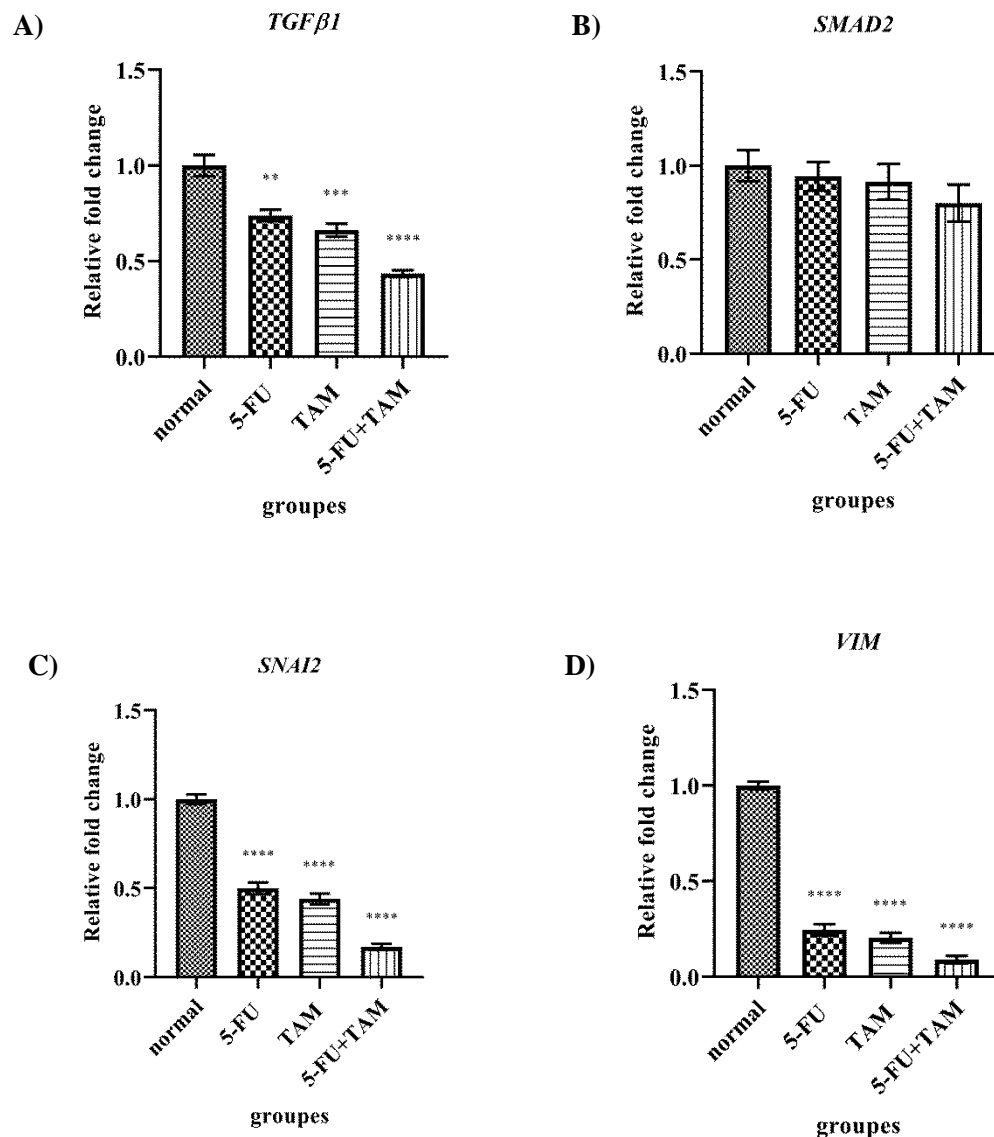 A)
TGFβ1
Relative fold change
1.5
1.0
0.5
0.0
**
***
****
normal
5-FU
TAM
5-FU+TAM
groupes
B)
SMAD2
Relative fold change
1.5
1.0
0.5
0.0
normal
5-FU
TAM
5-FU+TAM
groupes
C)
SNAI2
Relative fold change
1.5
1.0
0.5
0.0
****
****
****
normal
5-FU
TAM
5-FU+TAM
groupes
D)
VIM
Relative fold change
1.5
1.0
0.5
0.0
****
****
****
normal
5-FU
TAM
5-FU+TAM
groupes